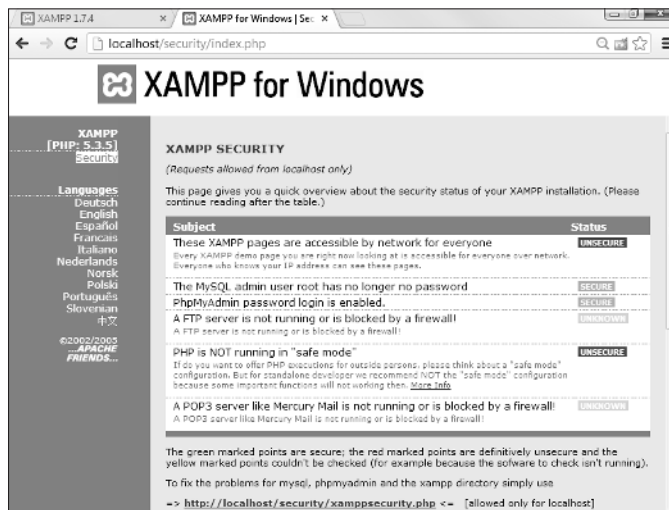 XAMPP 1.7.4
XAMPP for Windows | Sec
localhost/security/index.php
XAMPP for Windows
XAMPP
[PHP: 5.3.5]
Security
Languages
Deutsch
English
Español
Francais
Italiano
Nederlands
Norsk
Polski
Português
Slovenian
中文
©2002/2005
...APACHE
FRIENDS...
XAMPP SECURITY
(Requests allowed from localhost only)
This page gives you a quick overview about the security status of your XAMPP installation. (Please
continue reading after the table.)
Subject Status
These XAMPP pages are accessible by network for everyone UNSECURE
Every XAMPP demo page you are right now looking at is accessible for everyone over network.
Everyone who knows your IP address can see these pages.
The MySQL admin user root has no longer no password SECURE
PhpMyAdmin password login is enabled. SECURE
A FTP server is not running or is blocked by a firewall! UNKNOWN
A FTP server is not running or is blocked by a firewall!
PHP is NOT running in "safe mode" UNSECURE
If do you want to offer PHP executions for outside persons, please think about a "safe mode"
configuration. But for standalone developer we recommend NOT the "safe mode" configuration
because some important functions will not working then. More Info
A POP3 server like Mercury Mail is not running or is blocked by a firewall! UNKNOWN
A POP3 server like Mercury Mail is not running or is blocked by a firewall!
The green marked points are secure; the red marked points are definitively unsecure and the
yellow marked points couldn't be checked (for example because the sofware to check isn't running).
To fix the problems for mysql, phpmyadmin and the xampp directory simply use
=> http://localhost/security/xamppsecurity.php <= [allowed only for localhost]